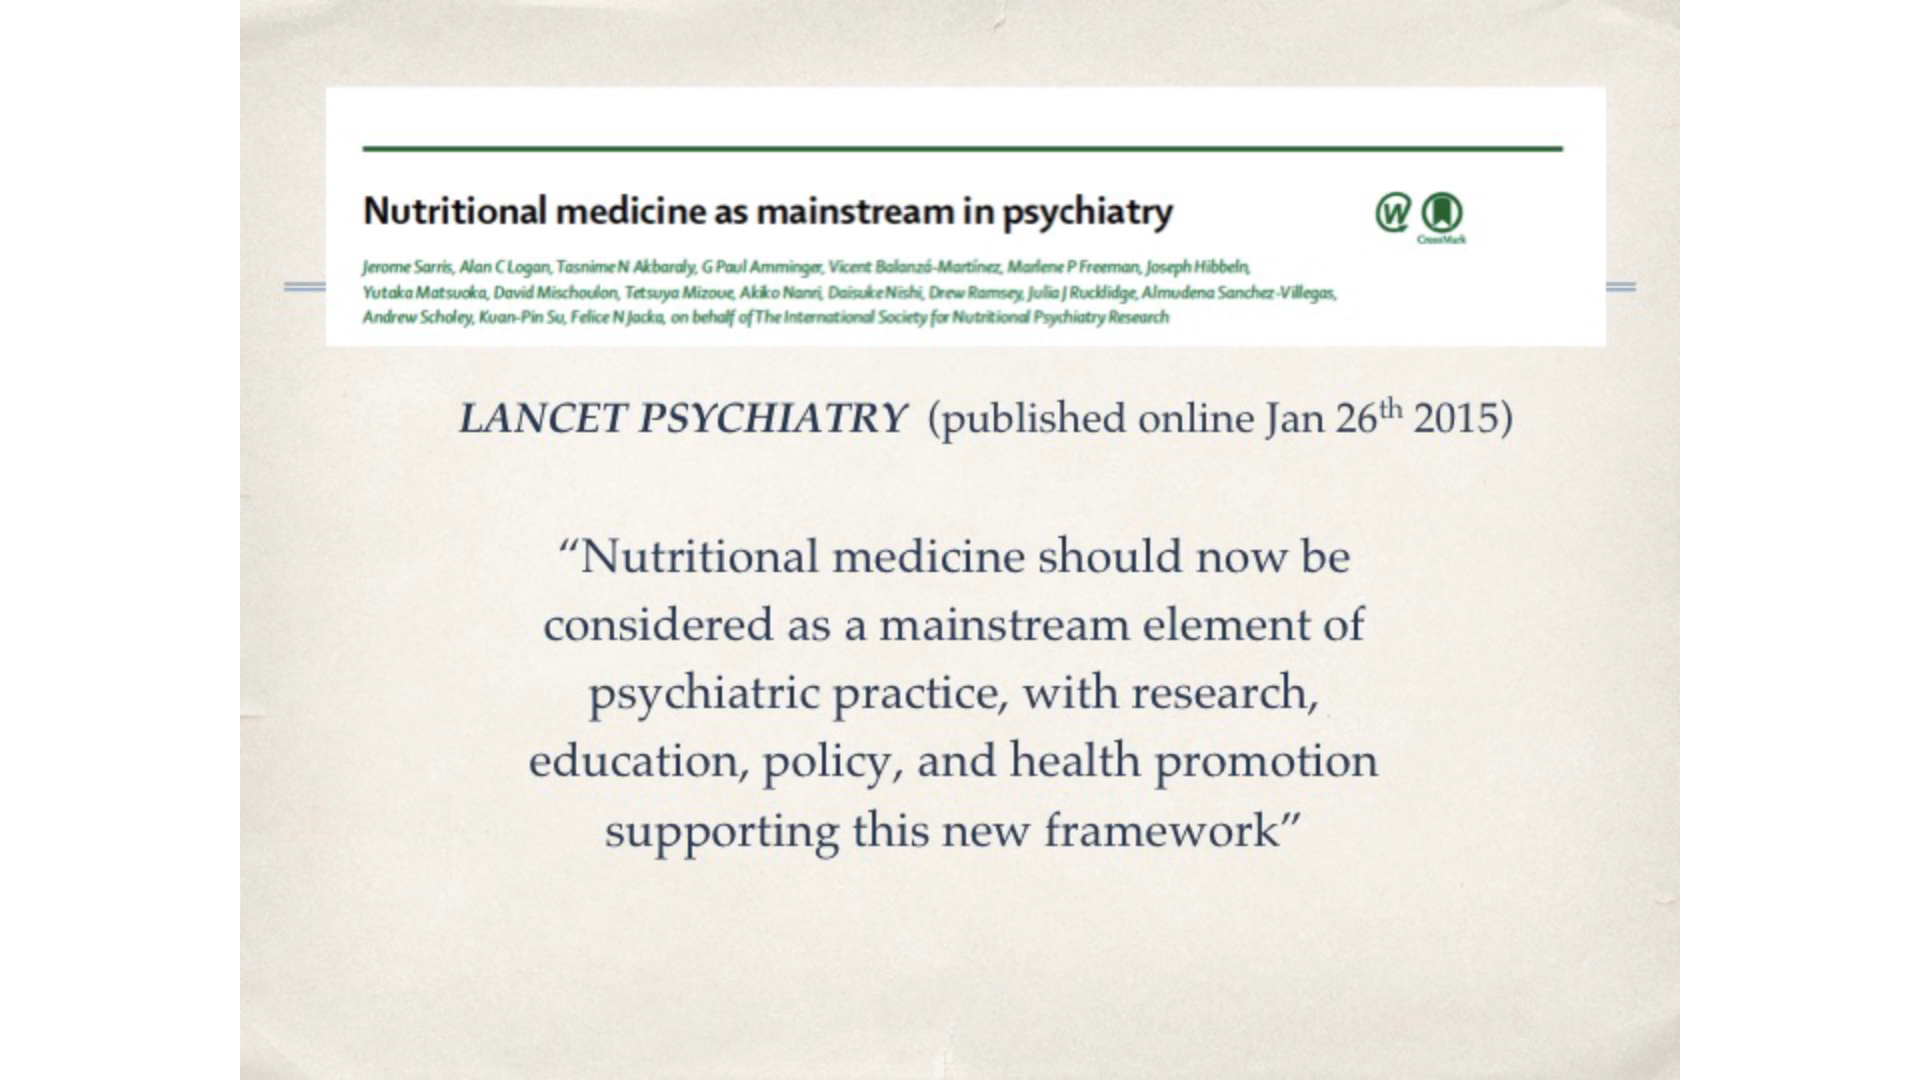 Nutritional medicine as mainstream in psychiatry
W
CrossMark
Jerome Sarris, Alan C Logan, Tasnime N Akbaraly, G Paul Amminger, Vicent Balanzá-Martínez, Marlene P Freeman, Joseph Hibbeln,
Yutaka Matsuoka, David Mischoulon, Tetsuya Mizoue, Akiko Nanri, Daisuke Nishi, Drew Ramsey, Julia J Rucklidge, Almudena Sanchez-Villegas,
Andrew Scholey, Kuan-Pin Su, Felice N Jacka, on behalf of The International Society for Nutritional Psychiatry Research
LANCET PSYCHIATRY (published online Jan 26th 2015)
“Nutritional medicine should now be
considered as a mainstream element of
psychiatric practice, with research,
education, policy, and health promotion
supporting this new framework”